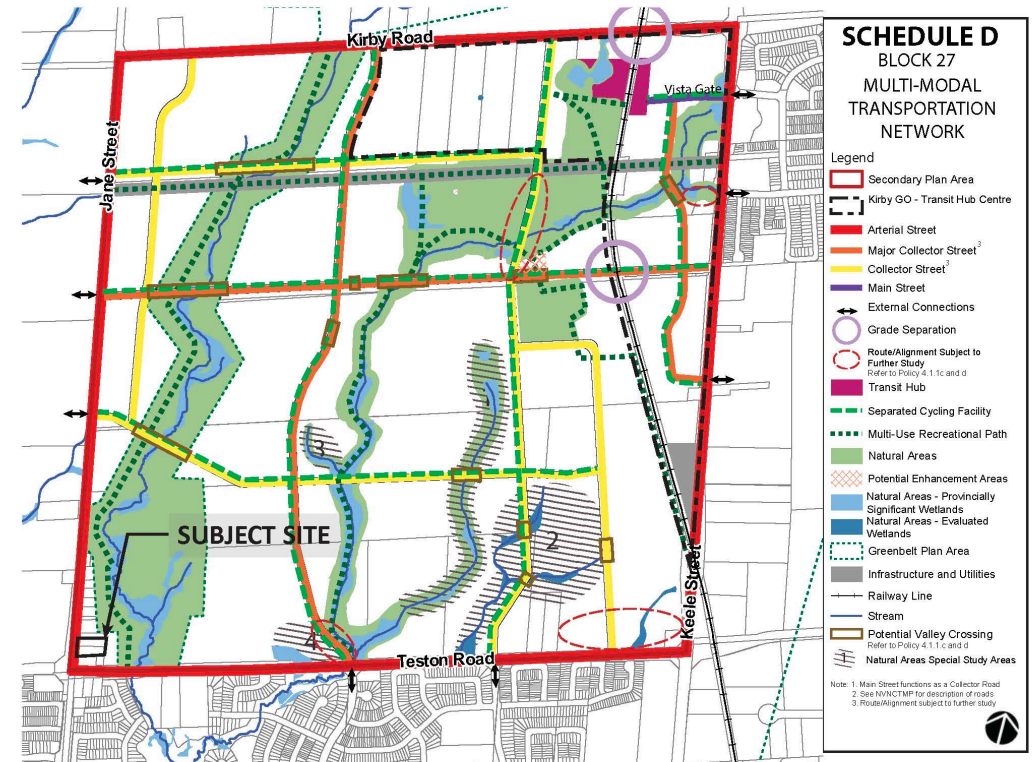 Kirby Road
Vista Gate
Jane Street
1
3
SUBJECT SITE
2
4
Keele Street
Teston Road
SCHEDULE D
BLOCK 27
MULTI-MODAL
TRANSPORTATION
NETWORK
Legend
Secondary Plan Area
Kirby GO - Transit Hub Centre
Arterial Street
Major Collector Street 3
Collector Street 3
Main Street
External Connections
Grade Separation
Route/Alignment Subject to
Further Study
Refer to Policy 4.1.1c and d
Transit Hub
Separated Cycling Facility
Multi-Use Recreational Path
Natural Areas
Potential Enhancement Areas
Natural Areas - Provincially
Significant Wetlands
Natural Areas - Evaluated
Wetlands
Greenbelt Plan Area
Infrastructure and Utilities
Railway Line
Stream
Potential Valley Crossing
Refer to Policy 4.1.1.c and d
Natural Areas Special Study Areas
Note: 1. Main Street functions as a Collector Road
2. See NVNCTMP for description of roads
3. Route/Alignment subject to further study